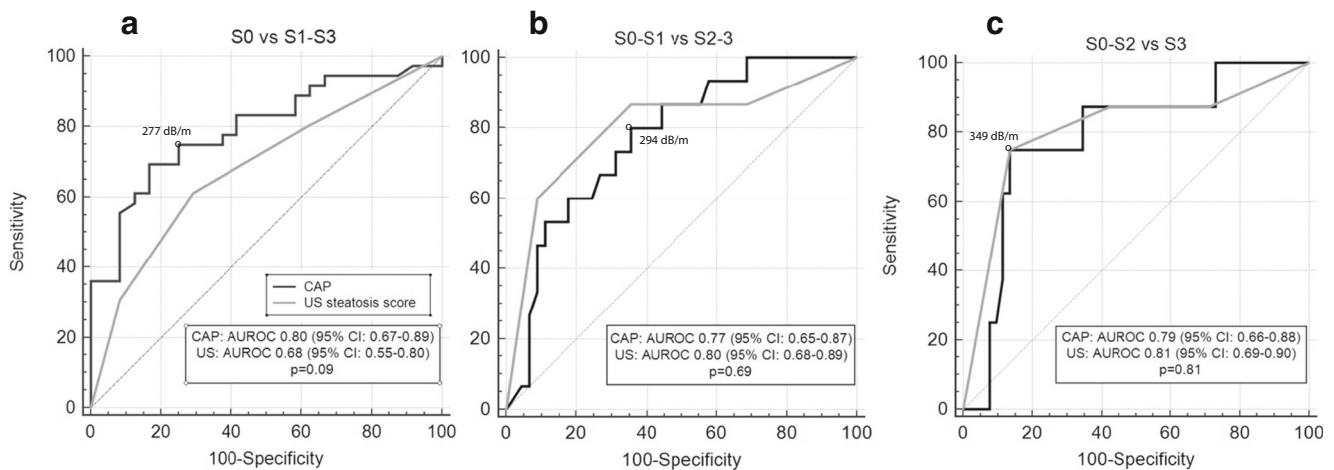 a
S0 vs S1-S3
100
80
60
40
20
0
Sensitivity
277 dB/m
CAP
US steatosis score
CAP: AUROC 0.80 (95% CI: 0.67-0.89)
US: AUROC 0.68 (95% CI: 0.55-0.80)
p=0.09
0 20 40 60 80 100
100-Specificity
b
S0-S1 vs S2-3
100
80
60
40
20
0
Sensitivity
294 dB/m
CAP: AUROC 0.77 (95% CI: 0.65-0.87)
US: AUROC 0.80 (95% CI: 0.68-0.89)
p=0.69
0 20 40 60 80 100
100-Specificity
c
S0-S2 vs S3
100
80
60
40
20
0
Sensitivity
349 dB/m
CAP: AUROC 0.79 (95% CI: 0.66-0.88)
US: AUROC 0.81 (95% CI: 0.69-0.90)
p=0.81
0 20 40 60 80 100
100-Specificity